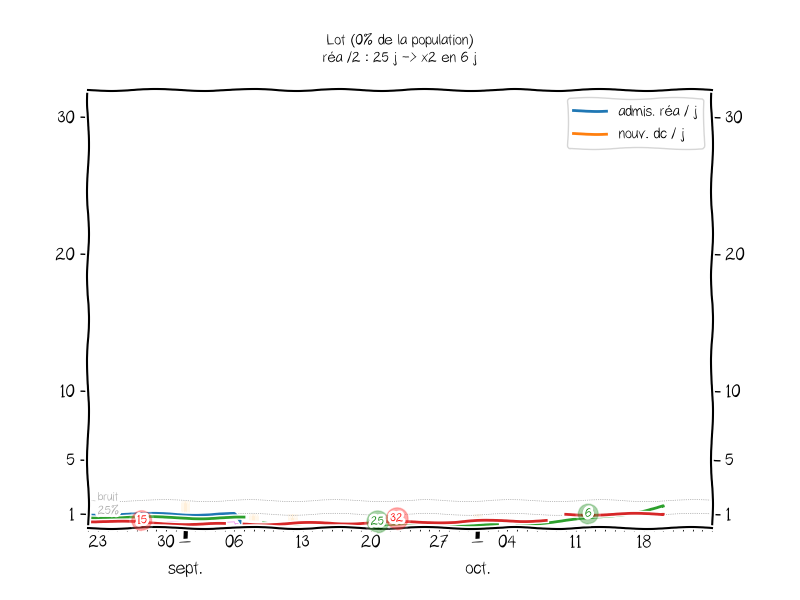 Lot (0% de la population)
réa /2 : 25 j -> x2 en 6 j
admis. réa / j
nouv. dc / j
30
30
20
20
10
10
5
5
bruit
25%
1
1
15
25
32
6
23 30 06 13 20 27 04 11 18
sept. oct.